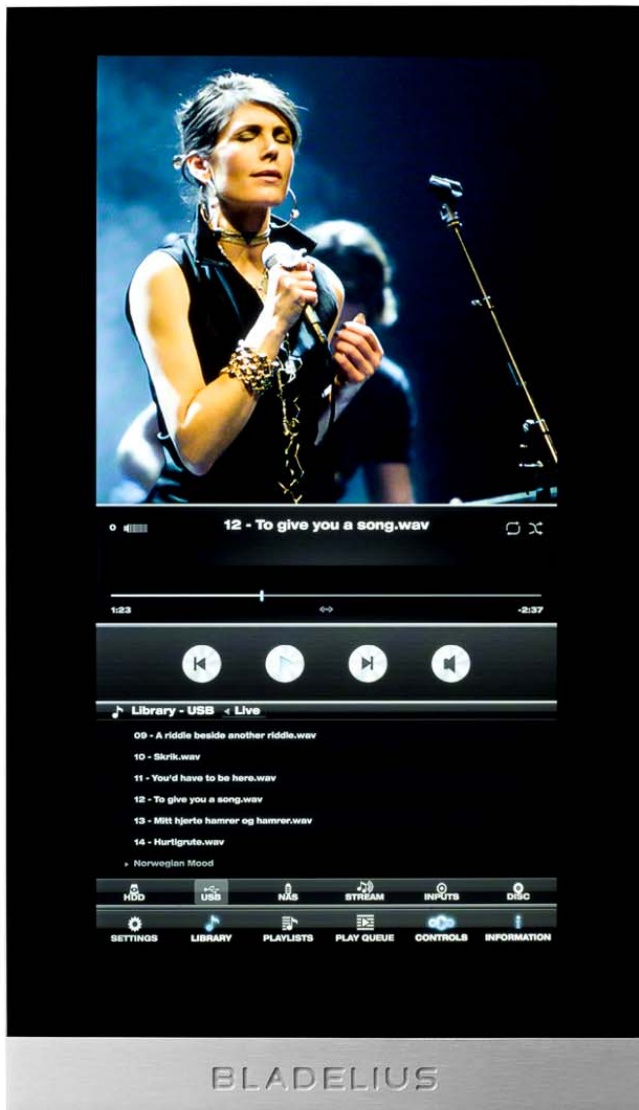 0
12 - To give you a song.wav
1:23
-2:37
Library - USB Live
09 - A riddle beside another riddle.wav
10 - Skrik.wav
11 - You'd have to be here.wav
12 - To give you a song.wav
13 - Mitt hjerte hamrer og hamrer.wav
14 - Hurtigrute.wav
Norwegian Mood
HDD USB NAS STREAM INPUTS DISC
SETTINGS LIBRARY PLAYLISTS PLAY QUEUE CONTROLS INFORMATION
BLADELIUS